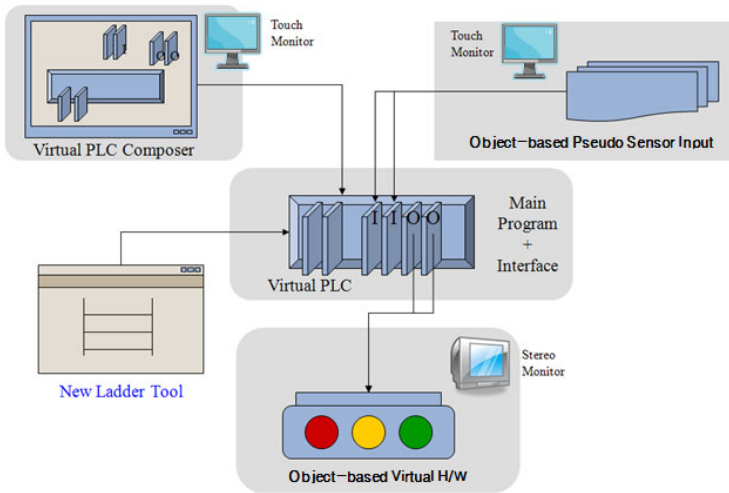 Touch
Monitor
Virtual PLC Composer
Touch
Monitor
Object-based Pseudo Sensor Input
I I O O
Main
Program
+
Interface
Virtual PLC
New Ladder Tool
Stereo
Monitor
Object-based Virtual H/W